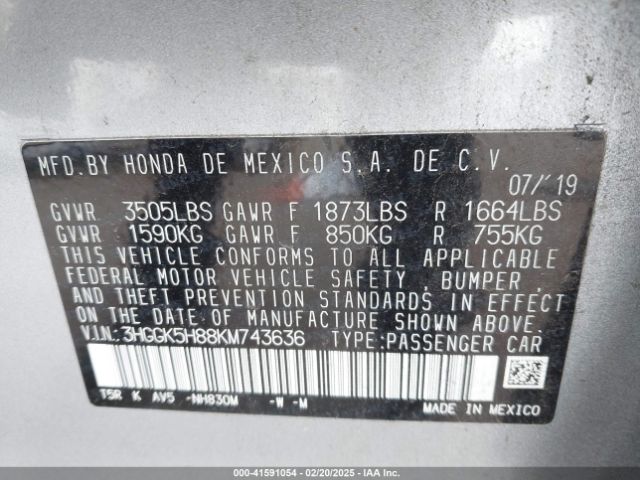 MFD.BY HONDA DE MEXICO S.A. DE C.V.
07/'19
GVWR 3505LBS GAWR F 1873LBS R 1664LBS
GVWR 1590KG GAWR F 850KG R 755KG
THIS VEHICLE CONFORMS TO ALL APPLICABLE
FEDERAL MOTOR VEHICLE SAFETY, BUMPER,
AND THEFT PREVENTION STANDARDS IN EFFECT
ON THE DATE OF MANUFACTURE SHOWN ABOVE.
V.I.N.:3HGGK5H88KM743636 TYPE:PASSENGER CAR
T5R K AV5 -NH830M -W -M
MADE IN MEXICO
000-41591054 | 02/20/2025 | IAA Inc.